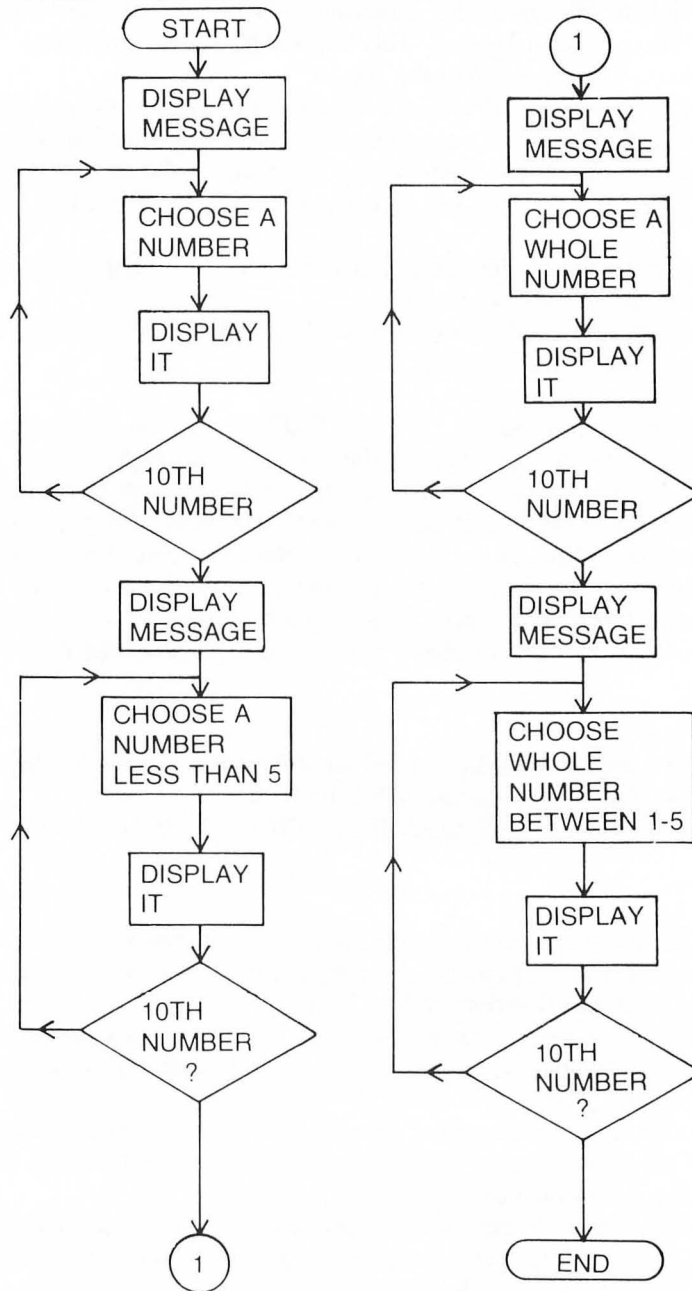 START
DISPLAY
MESSAGE
CHOOSE A
NUMBER
DISPLAY
IT
10TH
NUMBER
DISPLAY
MESSAGE
CHOOSE A
NUMBER
LESS THAN 5
DISPLAY
IT
10TH
NUMBER
?
1
1
DISPLAY
MESSAGE
CHOOSE A
WHOLE
NUMBER
DISPLAY
IT
10TH
NUMBER
DISPLAY
MESSAGE
CHOOSE
WHOLE
NUMBER
BETWEEN 1-5
DISPLAY
IT
10TH
NUMBER
?
END